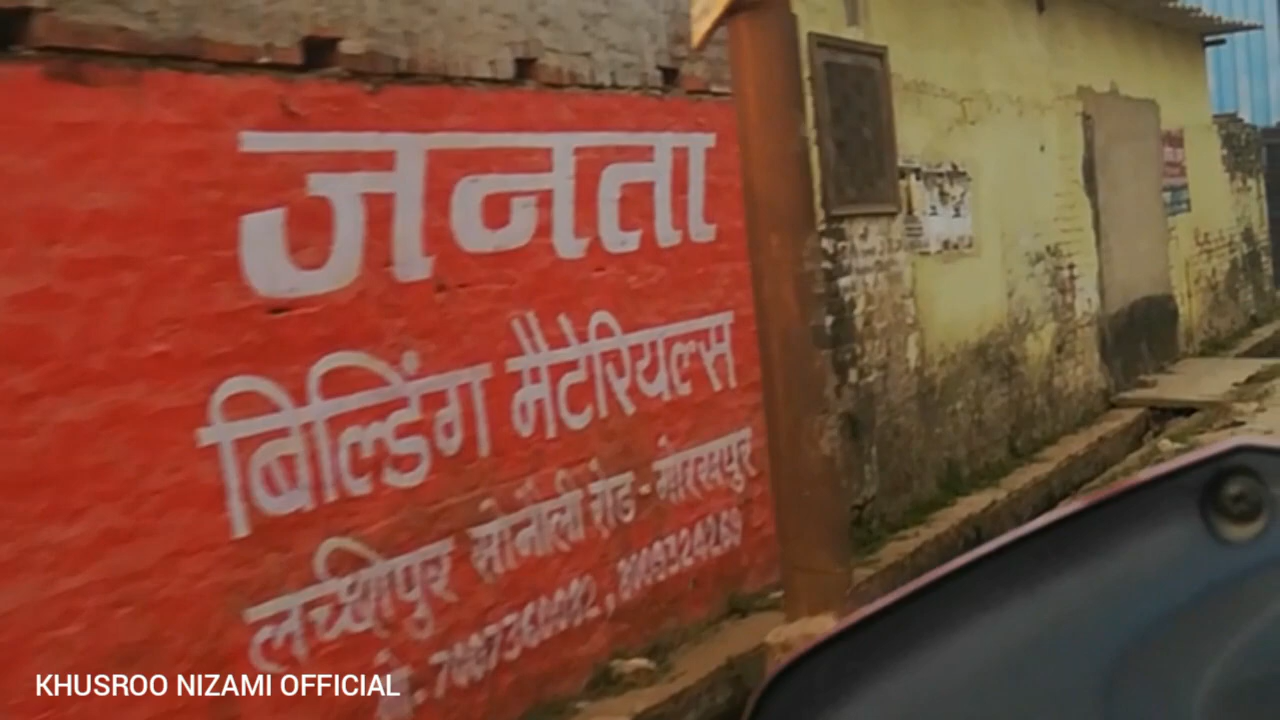 जनता
बिल्डिंग मैटेरियल्स
लच्छीपुर सोनौली रोड - गोरखपुर
KHUSROO NIZAMI OFFICIAL